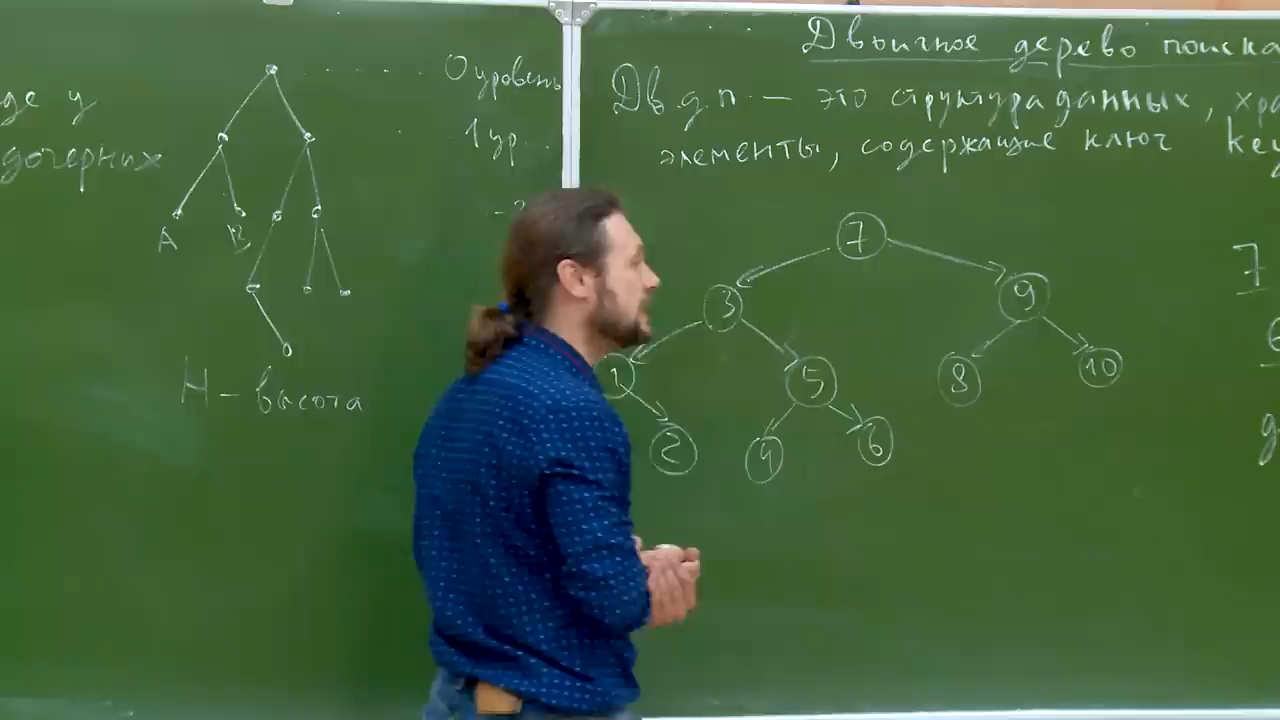 де у
дочерних
0 уровень
1 ур.
A B
H – высота
Двоичное дерево поиска
Дв.д.п. – это структура данных, хра
элементы, содержащие ключ key
7
3 9
1 5 8 10
2 4 6
7